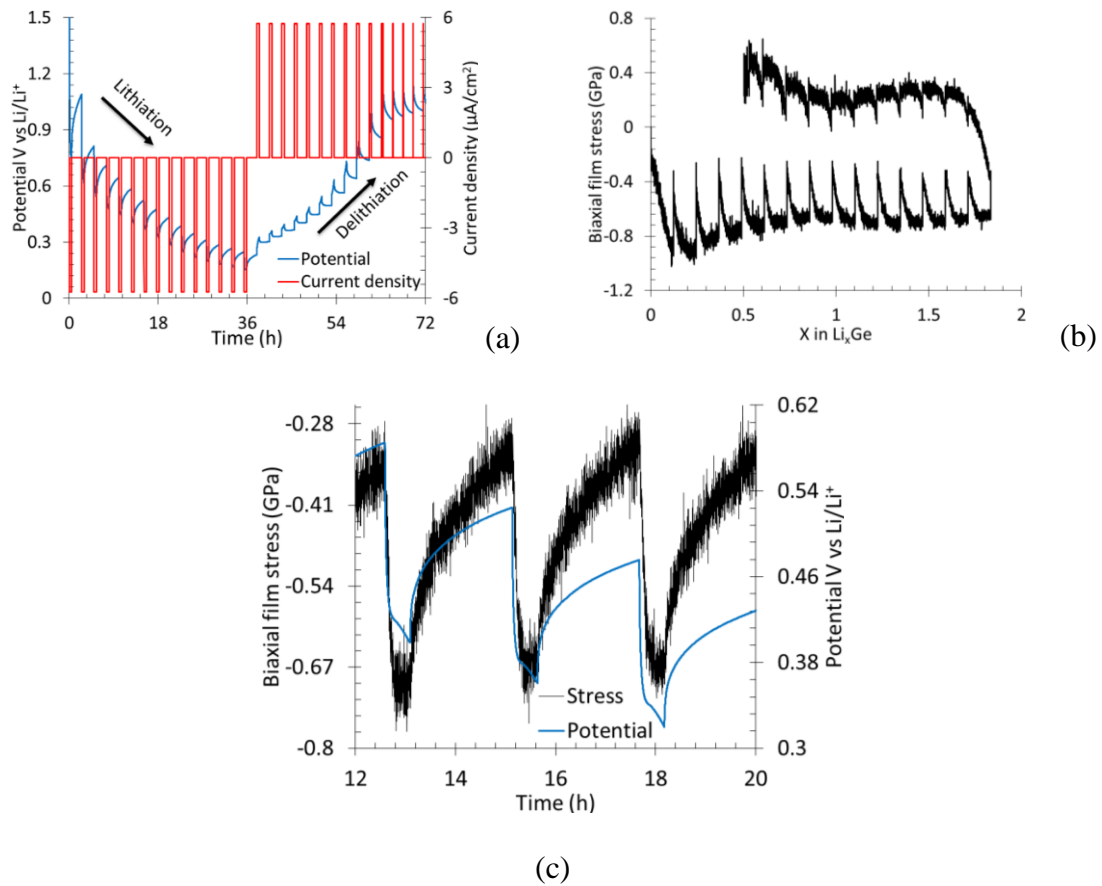 1.5
1.2
0.9
0.6
0.3
0
Potential V vs Li/Li⁺
Lithiation
Delithiation
Potential
Current density
6
3
0
-3
-6
Current density (µA/cm²)
0 18 36 54 72
Time (h)
(a)
0.8
0.4
0
-0.4
-0.8
-1.2
Biaxial film stress (GPa)
0 0.5 1 1.5 2
X in LiₓGe
(b)
-0.28
-0.41
-0.54
-0.67
-0.8
Biaxial film stress (GPa)
Stress
Potential
0.62
0.54
0.46
0.38
0.3
Potential V vs Li/Li⁺
12 14 16 18 20
Time (h)
(c)